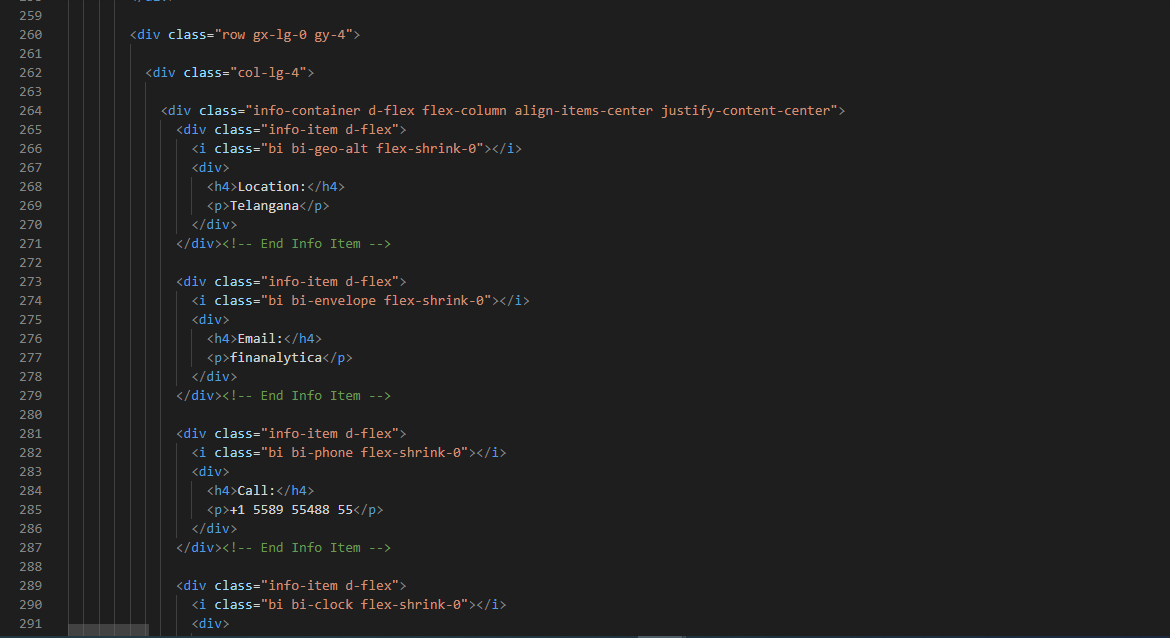 259
260 <div class="row gx-lg-0 gy-4">
261
262 <div class="col-lg-4">
263
264 <div class="info-container d-flex flex-column align-items-center justify-content-center">
265 <div class="info-item d-flex">
266 <i class="bi bi-geo-alt flex-shrink-0"></i>
267 <div>
268 <h4>Location:</h4>
269 <p>Telangana</p>
270 </div>
271 </div><!-- End Info Item -->
272
273 <div class="info-item d-flex">
274 <i class="bi bi-envelope flex-shrink-0"></i>
275 <div>
276 <h4>Email:</h4>
277 <p>finanalytica</p>
278 </div>
279 </div><!-- End Info Item -->
280
281 <div class="info-item d-flex">
282 <i class="bi bi-phone flex-shrink-0"></i>
283 <div>
284 <h4>Call:</h4>
285 <p>+1 5589 55488 55</p>
286 </div>
287 </div><!-- End Info Item -->
288
289 <div class="info-item d-flex">
290 <i class="bi bi-clock flex-shrink-0"></i>
291 <div>